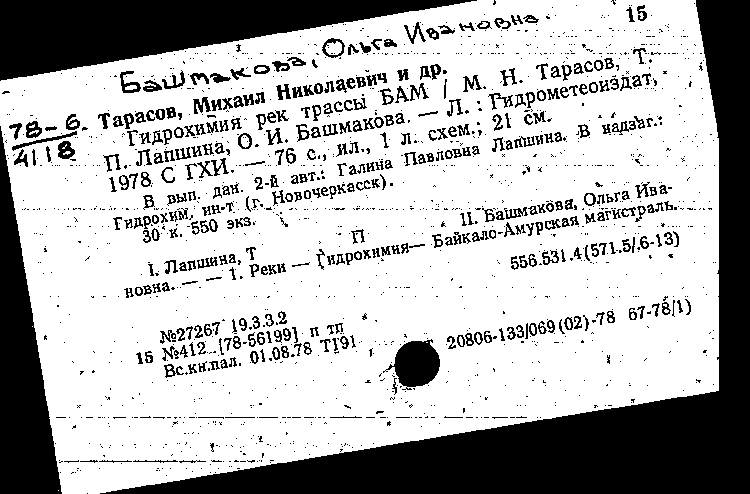 15
Башмакова, Ольга Ивановна.
78-6
4118
Тарасов, Михаил Николаевич и др.
Гидрохимия рек трассы БАМ / М. Н. Тарасов, Т.
П. Лапшина, О. И. Башмакова. — Л. : Гидрометеоиздат,
1978 С ГХИ. — 76 с., ил., 1 л. схем.; 21 см.
В вып. дан. 2-й авт.: Галина Павловна Лапшина. В надзаг.:
Гидрохим. ин-т (г. Новочеркасск).
30 к. 550 экз.
I. Лапшина, Т П II. Башмакова, Ольга Ива-
новна. — — 1. Реки — Гидрохимия— Байкало-Амурская магистраль.
556.531.4(571.5/.6-13)
№27267 19.3.3.2
15 №412 [78-56199] п тп 20806-133/069(02)-78 67-78/1)
Вс.кн.пал. 01.08.78 Т191